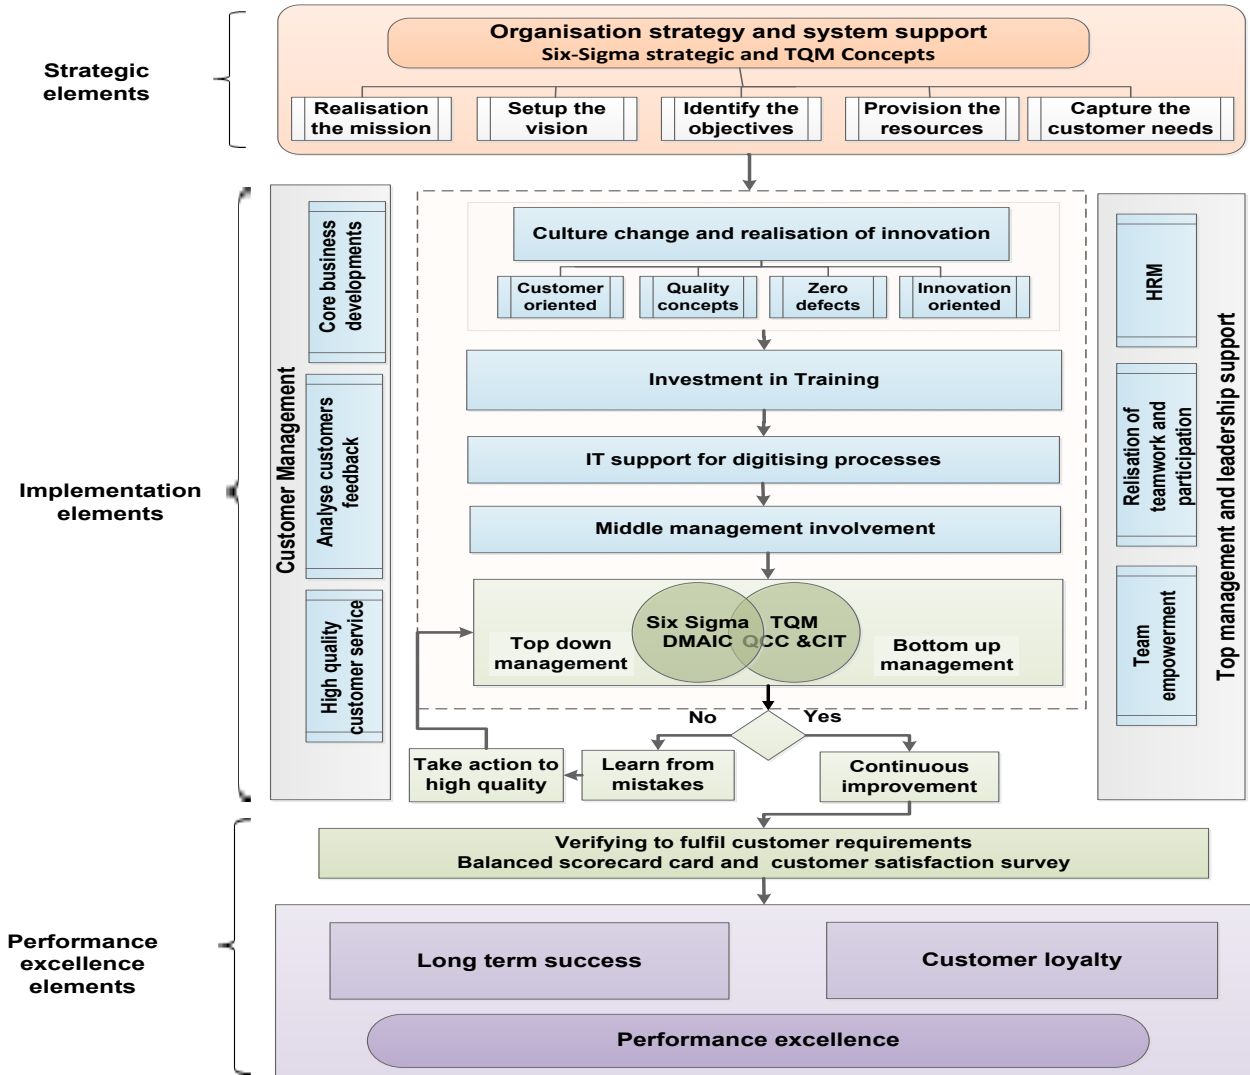 Organisation strategy and system support
Six-Sigma strategic and TQM Concepts
Strategic
elements
Realisation
the mission
Setup the
vision
Identify the
objectives
Provision the
resources
Capture the
customer needs
Implementation
elements
Customer Management
Core business
developments
Analyse customers
feedback
High quality
customer service
Culture change and realisation of innovation
Customer
oriented
Quality
concepts
Zero
defects
Innovation
oriented
Investment in Training
IT support for digitising processes
Middle management involvement
Top down
management
Six Sigma
DMAIC
TQM
QCC &CIT
Bottom up
management
HRM
Relisation of
teamwork and
participation
Team
empowerment
Top management and leadership support
No
Yes
Take action to
high quality
Learn from
mistakes
Continuous
improvement
Verifying to fulfil customer requirements
Balanced scorecard card and customer satisfaction survey
Performance
excellence
elements
Long term success
Customer loyalty
Performance excellence